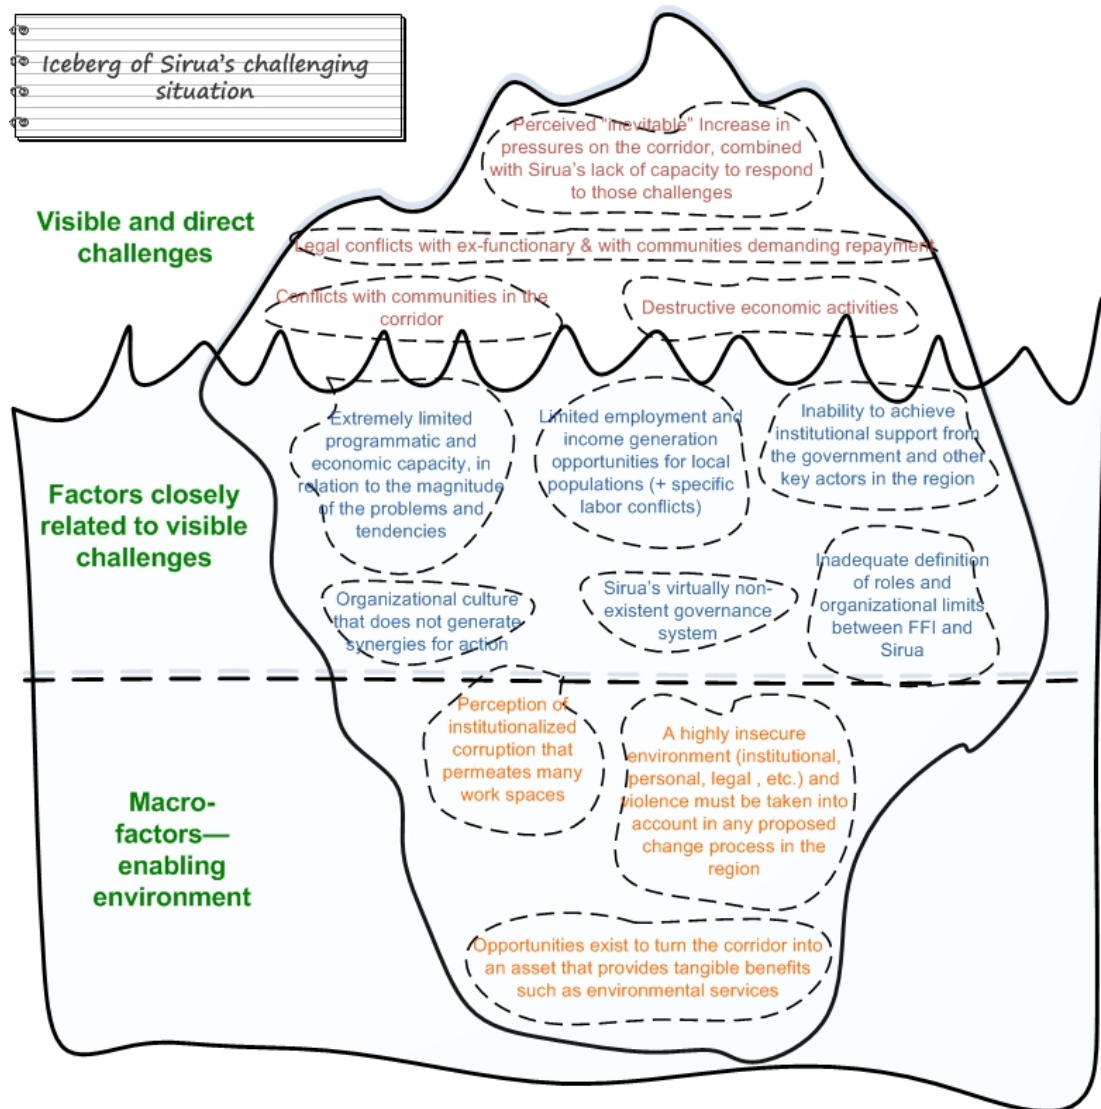 Iceberg of Sirua's challenging
situation
Visible and direct
challenges
Perceived "inevitable" Increase in
pressures on the corridor, combined
with Sirua's lack of capacity to respond
to those challenges
Legal conflicts with ex-functionary & with communities demanding repayment
Conflicts with communities in the
corridor
Destructive economic activities
Factors closely
related to visible
challenges
Extremely limited
programmatic and
economic capacity, in
relation to the magnitude
of the problems and
tendencies
Limited employment and
income generation
opportunities for local
populations (+ specific
labor conflicts)
Inability to achieve
institutional support from
the government and other
key actors in the region
Organizational culture
that does not generate
synergies for action
Sirua's virtually non-
existent governance
system
Inadequate definition
of roles and
organizational limits
between FFI and
Sirua
Macro-
factors—
enabling
environment
Perception of
institutionalized
corruption that
permeates many
work spaces
A highly insecure
environment (institutional,
personal, legal , etc.) and
violence must be taken into
account in any proposed
change process in the
region
Opportunities exist to turn the corridor into
an asset that provides tangible benefits
such as environmental services